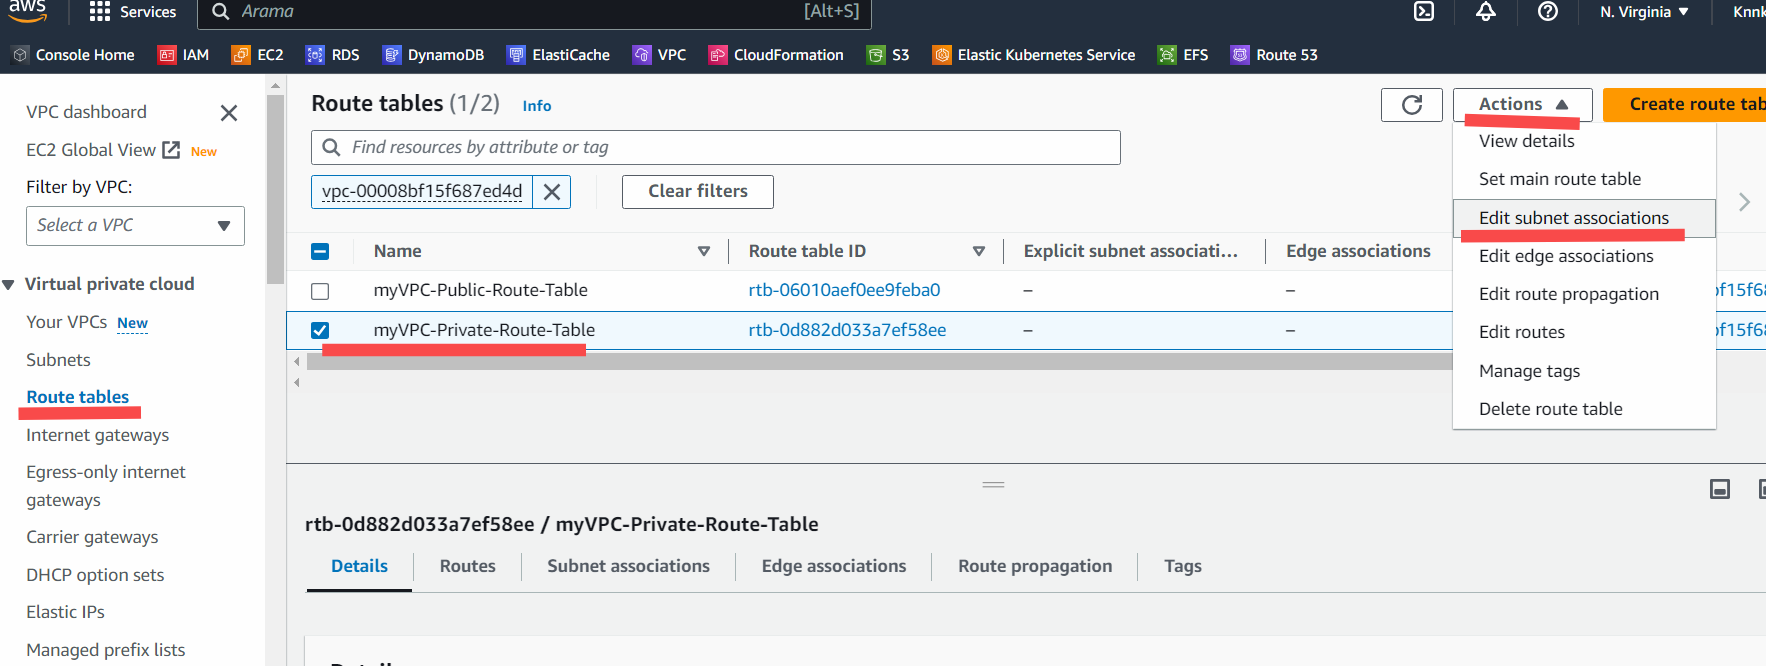 aws
Services
Arama
[Alt+S]
N. Virginia
Console Home
IAM
EC2
RDS
DynamoDB
ElastiCache
VPC
CloudFormation
S3
Elastic Kubernetes Service
EFS
Route 53
VPC dashboard
EC2 Global View New
Filter by VPC:
Select a VPC
Virtual private cloud
Your VPCs New
Subnets
Route tables
Internet gateways
Egress-only internet
gateways
Carrier gateways
DHCP option sets
Elastic IPs
Managed prefix lists
Route tables (1/2) Info
Find resources by attribute or tag
vpc-00008bf15f687ed4d
Clear filters
Actions
Create route tab
View details
Set main route table
Edit subnet associations
Edit edge associations
Edit route propagation
Edit routes
Manage tags
Delete route table
Name
Route table ID
Explicit subnet associati...
Edge associations
myVPC-Public-Route-Table rtb-06010aef0ee9feba0 – –
myVPC-Private-Route-Table rtb-0d882d033a7ef58ee – –
rtb-0d882d033a7ef58ee / myVPC-Private-Route-Table
Details
Routes
Subnet associations
Edge associations
Route propagation
Tags